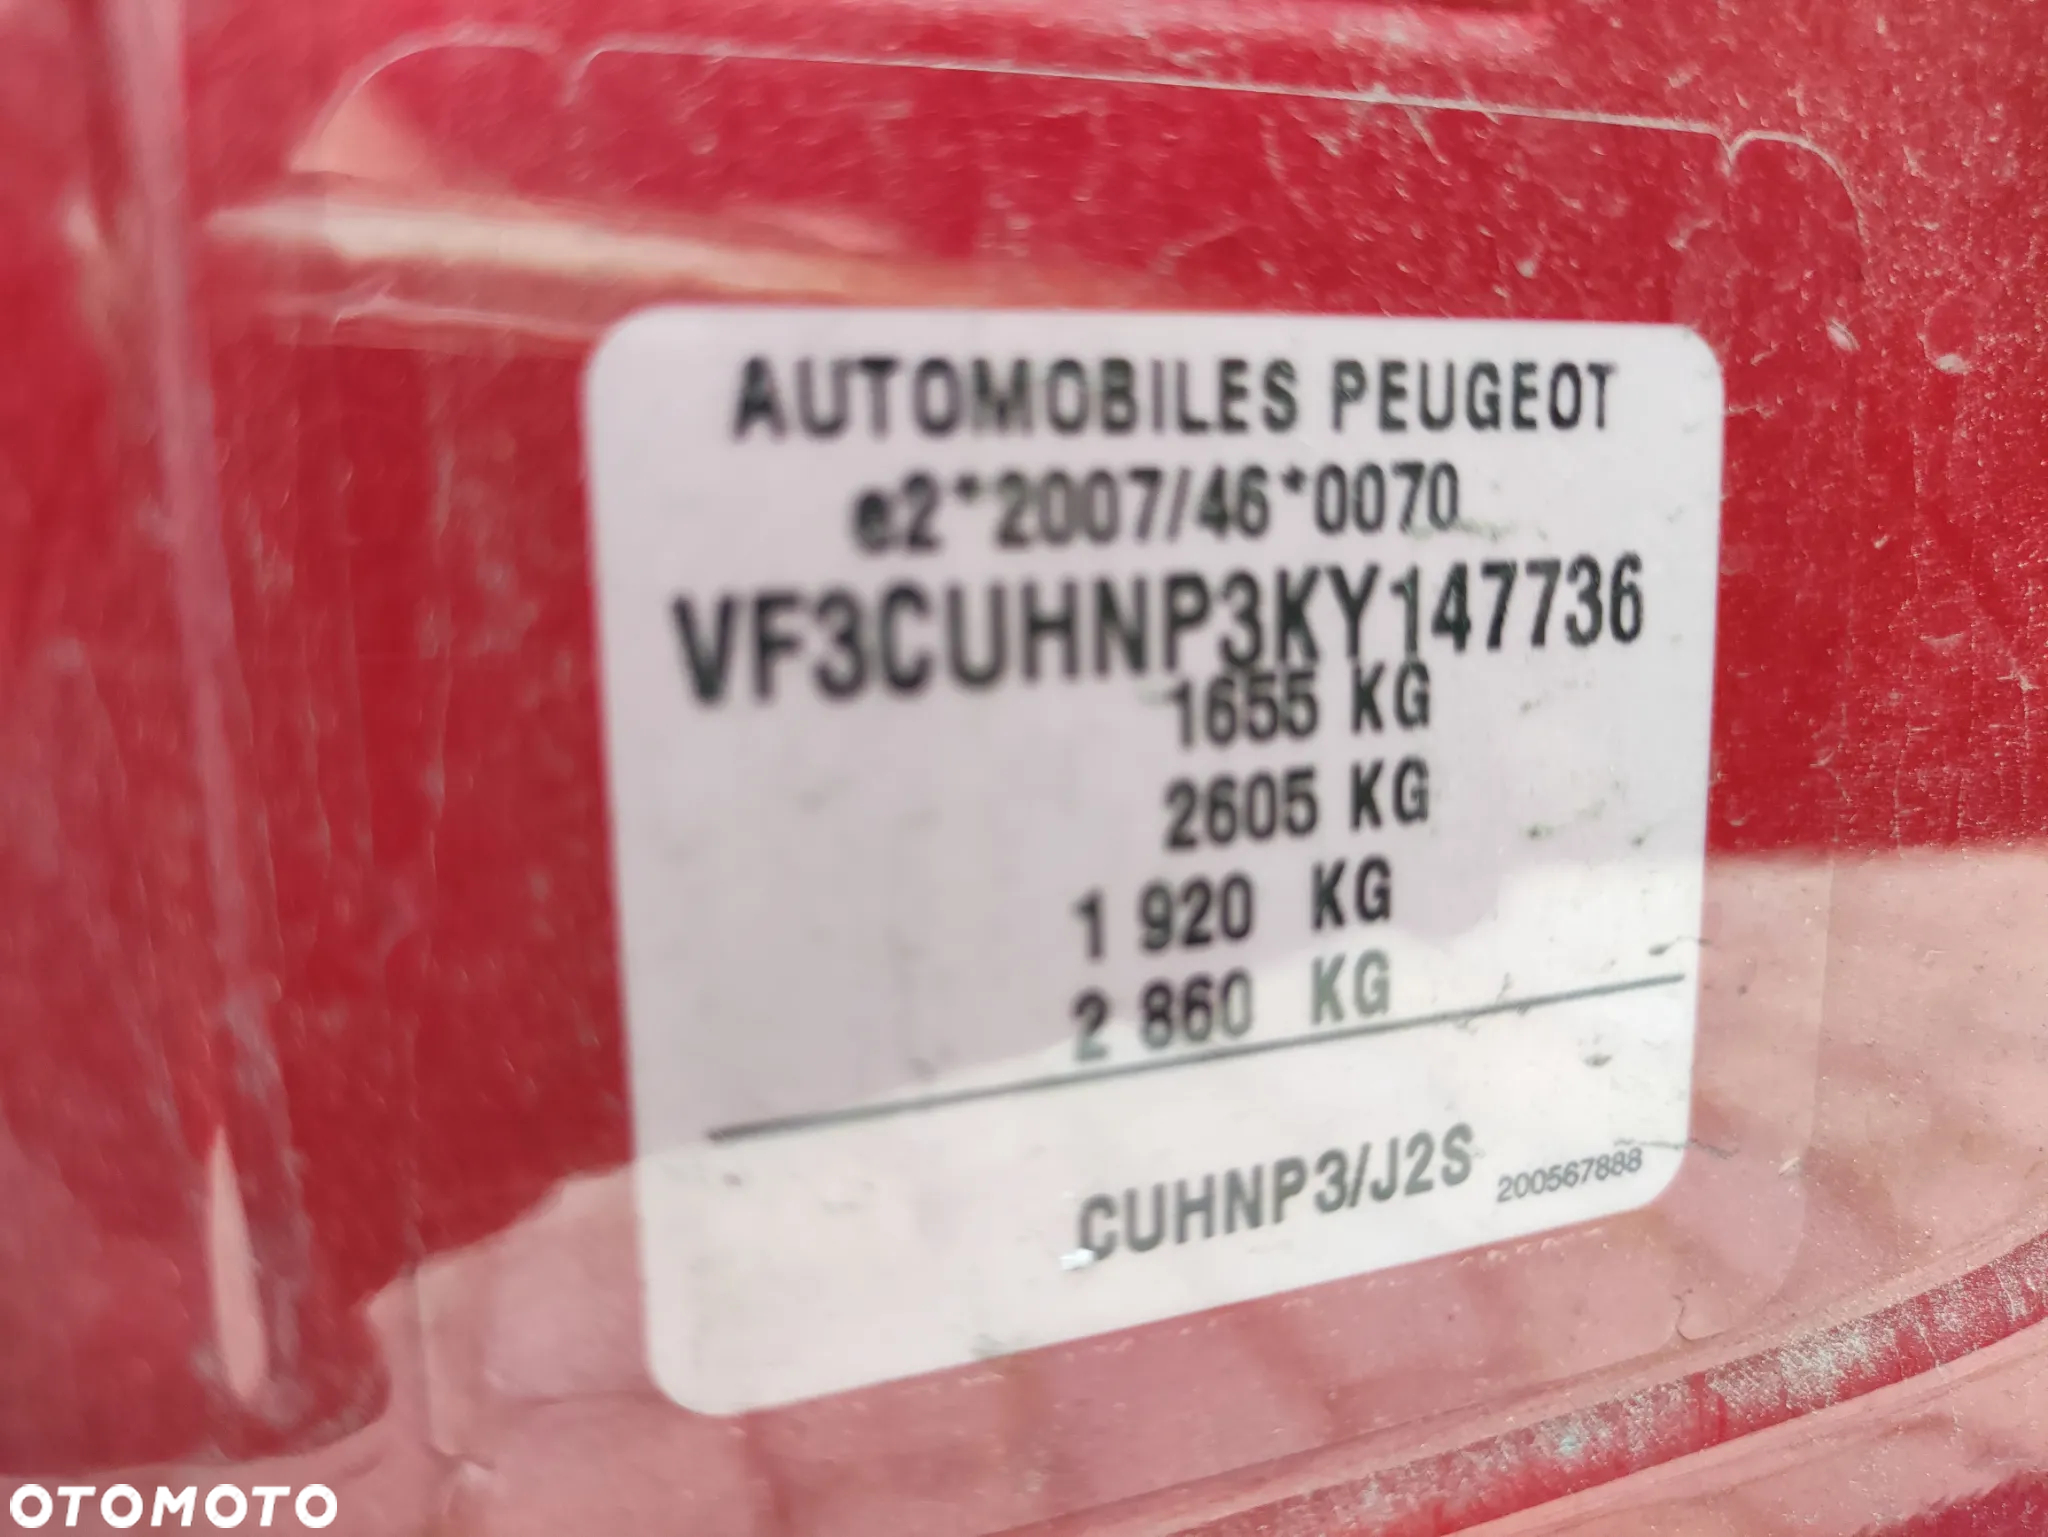 AUTOMOBILES PEUGEOT
e2*2007/46*0070
VF3CUHNP3KY147736
1655 KG
2605 KG
1 920 KG
2 860 KG
CUHNP3/J2S 200567888
OTOMOTO